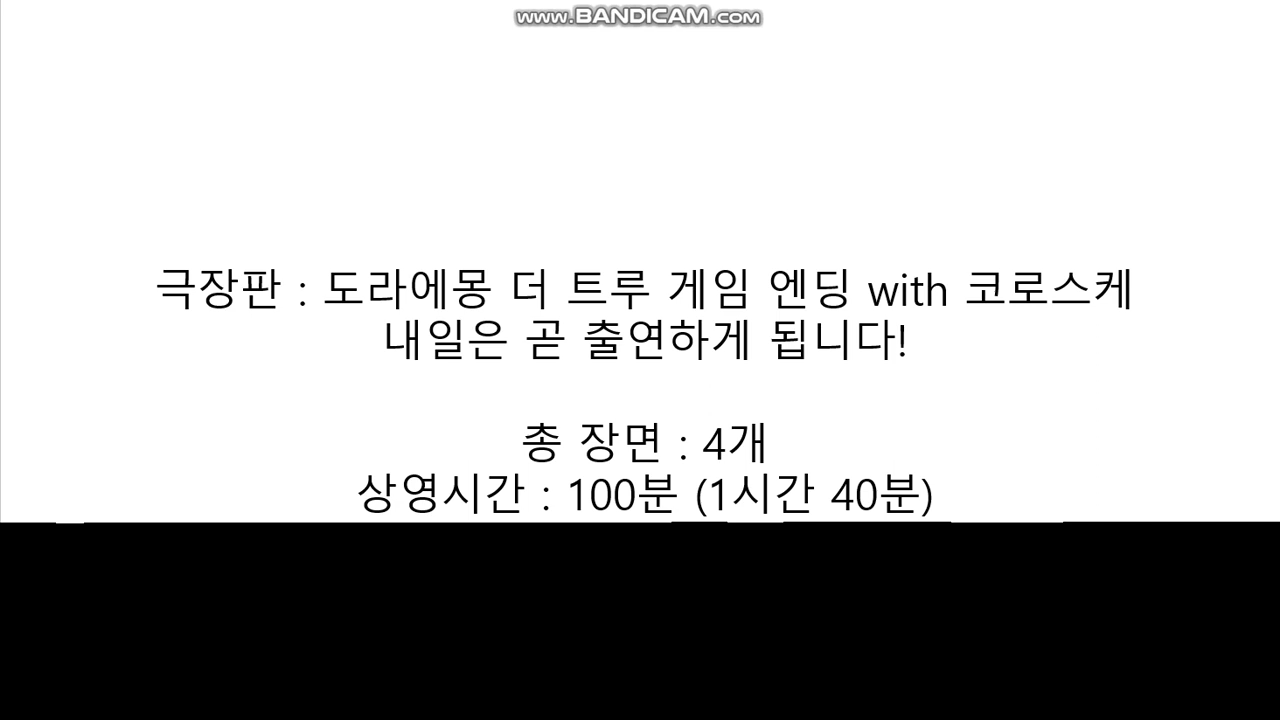 www.BANDICAM.com
극장판 : 도라에몽 더 트루 게임 엔딩 with 코로스케
내일은 곧 출연하게 됩니다!
총 장면 : 4개
상영시간 : 100분 (1시간 40분)